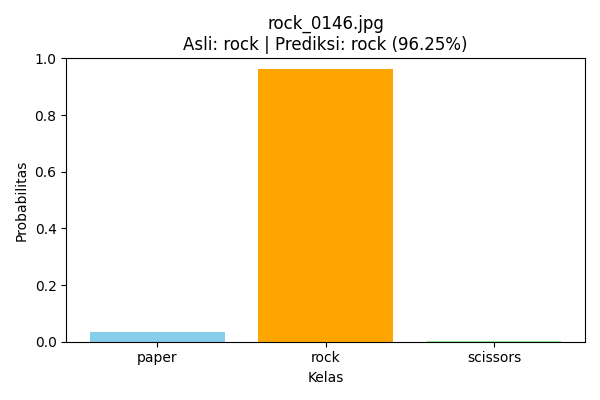 rock_0146.jpg
Asli: rock | Prediksi: rock (96.25%)
1.0
0.8
0.6
0.4
0.2
0.0
Probabilitas
paper rock scissors
Kelas